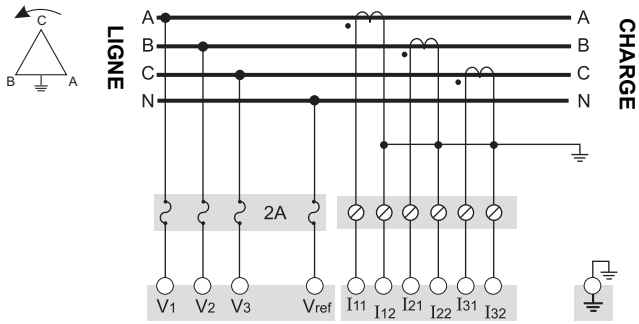 C
B A
LIGNE
A A
B B
C C
N N
CHARGE
2A
V1 V2 V3 Vref I11 I12 I21 I22 I31 I32